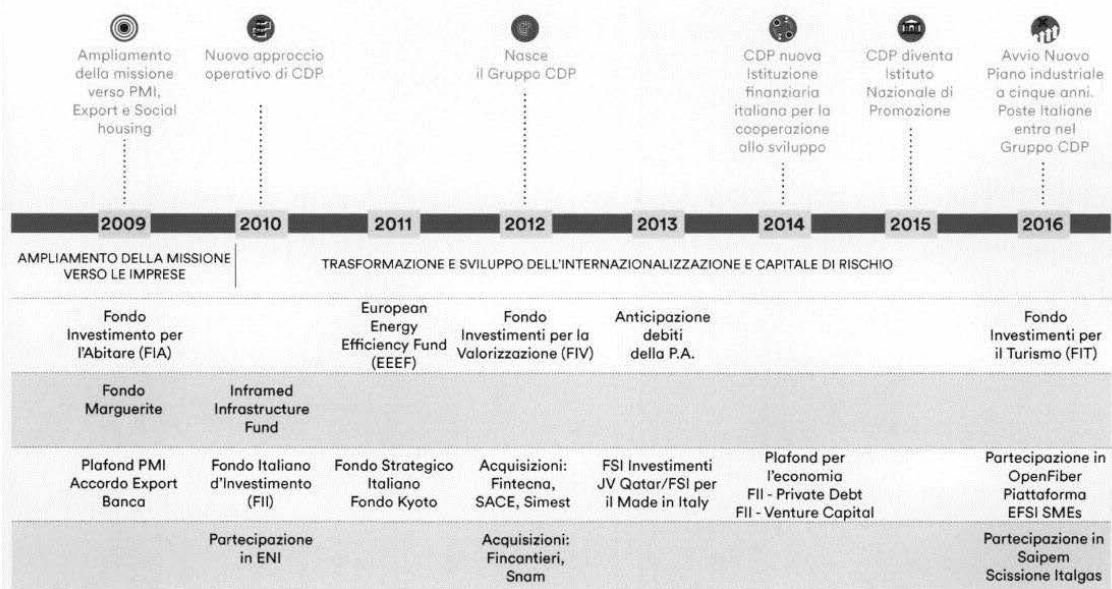 Ampliamento
della missione
verso PMI,
Export e Social
housing
Nuovo approccio
operativo di CDP
Nasce
il Gruppo CDP
CDP nuova
Istituzione
finanziaria
italiana per la
cooperazione
allo sviluppo
CDP diventa
Istituto
Nazionale di
Promozione
Avvio Nuovo
Piano industriale
a cinque anni.
Poste Italiane
entra nel
Gruppo CDP
2009
2010
2011
2012
2013
2014
2015
2016
AMPLIAMENTO DELLA MISSIONE
VERSO LE IMPRESE
TRASFORMAZIONE E SVILUPPO DELL'INTERNAZIONALIZZAZIONE E CAPITALE DI RISCHIO
Fondo
Investimento per
l'Abitare (FIA)
European
Energy
Efficiency Fund
(EEEF)
Fondo
Investimenti per la
Valorizzazione (FIV)
Anticipazione
debiti
della P.A.
Fondo
Investimenti per
il Turismo (FIT)
Fondo
Marguerite
Inframed
Infrastructure
Fund
Plafond PMI
Accordo Export
Banca
Fondo Italiano
d'Investimento
(FII)
Fondo Strategico
Italiano
Fondo Kyoto
Acquisizioni:
Fintecna,
SACE, Simest
FSI Investimenti
JV Qatar/FSI per
il Made in Italy
Plafond per
l'economia
FII - Private Debt
FII - Venture Capital
Partecipazione in
OpenFiber
Piattaforma
EFSI SMEs
Partecipazione
in ENI
Acquisizioni:
Fincantieri,
Snam
Partecipazione in
Saipem
Scissione Italgas